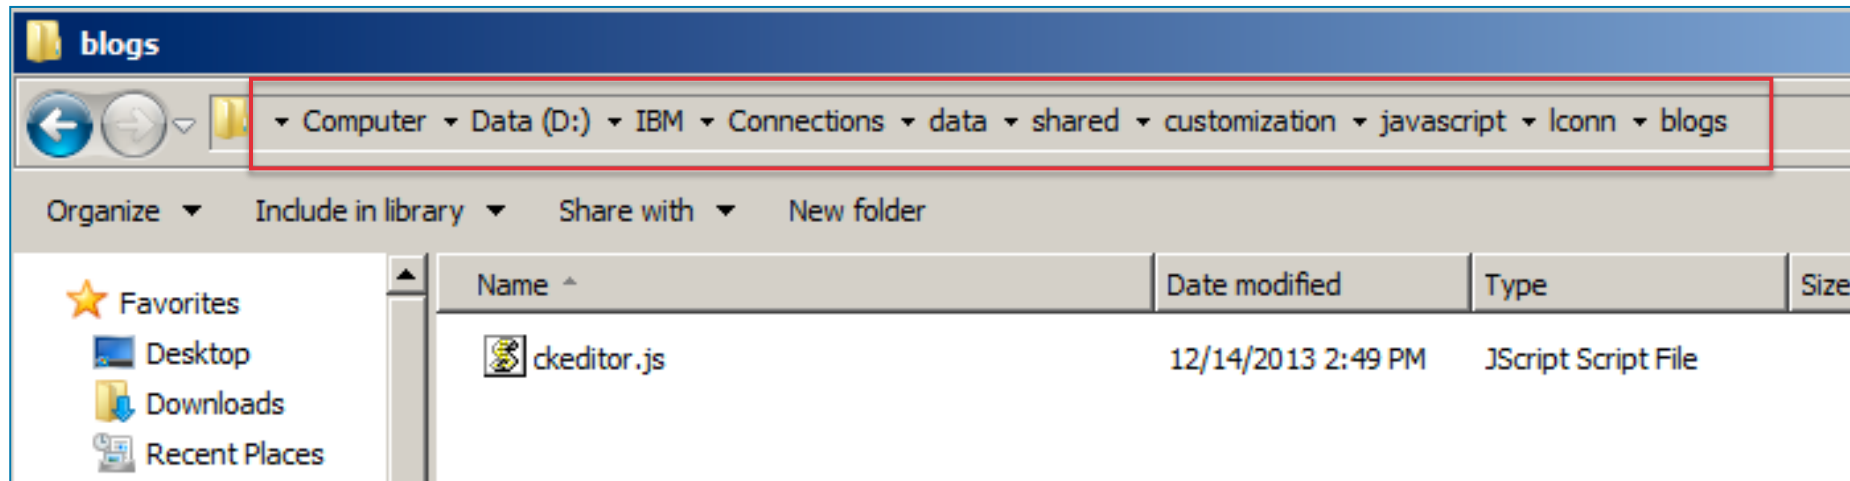 blogs
Computer Data (D:) IBM Connections data shared customization javascript lconn blogs
Organize Include in library Share with New folder
Name Date modified Type Size
Favorites
Desktop
Downloads
Recent Places
ckeditor.js 12/14/2013 2:49 PM JScript Script File